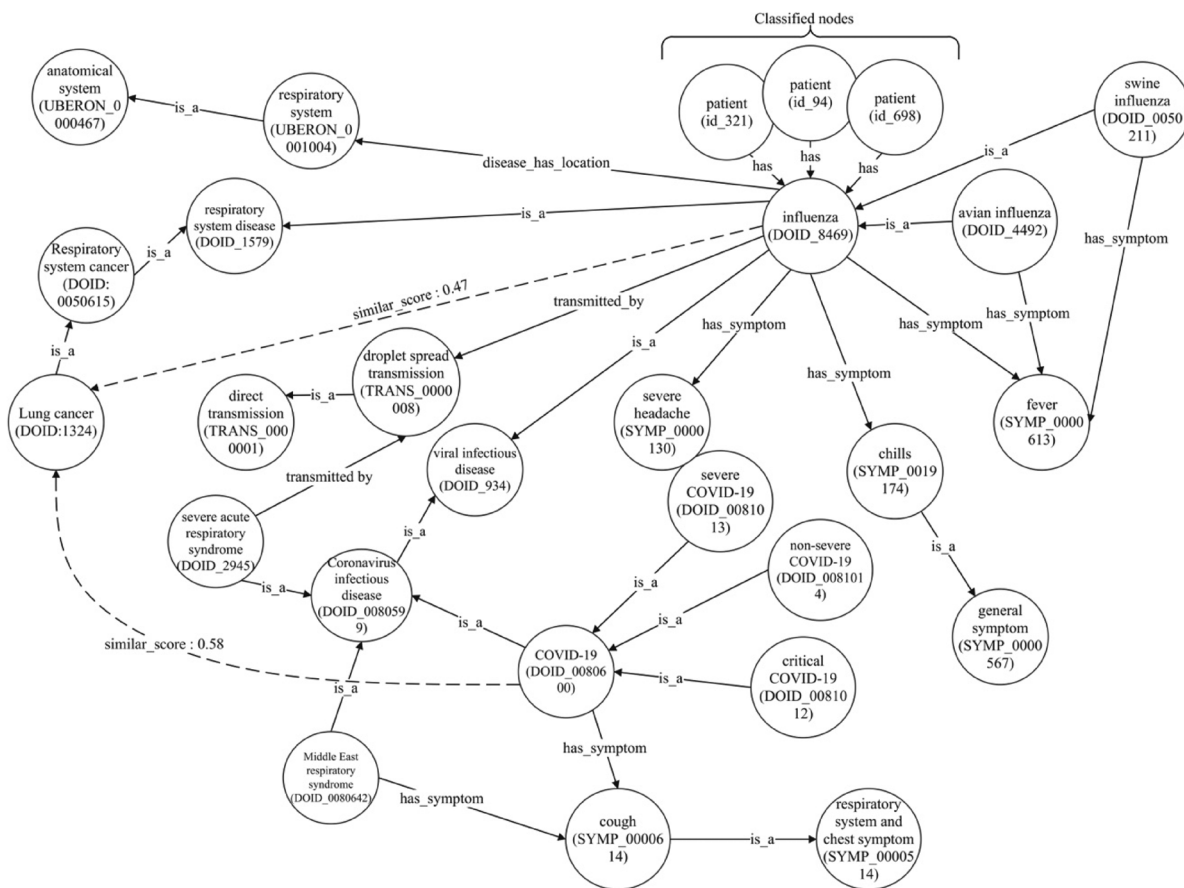 Classified nodes
anatomical
system
(UBERON_0
000467)
is_a
respiratory
system
(UBERON_0
001004)
patient
(id_321)
patient
(id_94)
patient
(id_698)
swine
influenza
(DOID_0050
211)
has
has
has
is_a
disease_has_location
respiratory
system disease
(DOID_1579)
is_a
influenza
(DOID_8469)
is_a
avian influenza
(DOID_4492)
has_symptom
Respiratory
system cancer
(DOID:
0050615)
is_a
similar_score : 0.47
transmitted_by
has_symptom
has_symptom
has_symptom
is_a
is_a
droplet spread
transmission
(TRANS_0000
008)
is_a
direct
transmission
(TRANS_000
0001)
has_symptom
Lung cancer
(DOID:1324)
severe
headache
(SYMP_0000
130)
fever
(SYMP_0000
613)
viral infectious
disease
(DOID_934)
chills
(SYMP_0019
174)
transmitted by
severe
COVID-19
(DOID_00810
13)
severe acute
respiratory
syndrome
(DOID_2945)
is_a
is_a
Coronavirus
infectious
disease
(DOID_008059
9)
non-severe
COVID-19
(DOID_008101
4)
is_a
is_a
is_a
is_a
general
symptom
(SYMP_0000
567)
similar_score : 0.58
COVID-19
(DOID_00806
00)
is_a
critical
COVID-19
(DOID_00810
12)
is_a
has_symptom
Middle East
respiratory
syndrome
(DOID_0080642)
has_symptom
cough
(SYMP_00006
14)
is_a
respiratory
system and
chest symptom
(SYMP_00005
14)